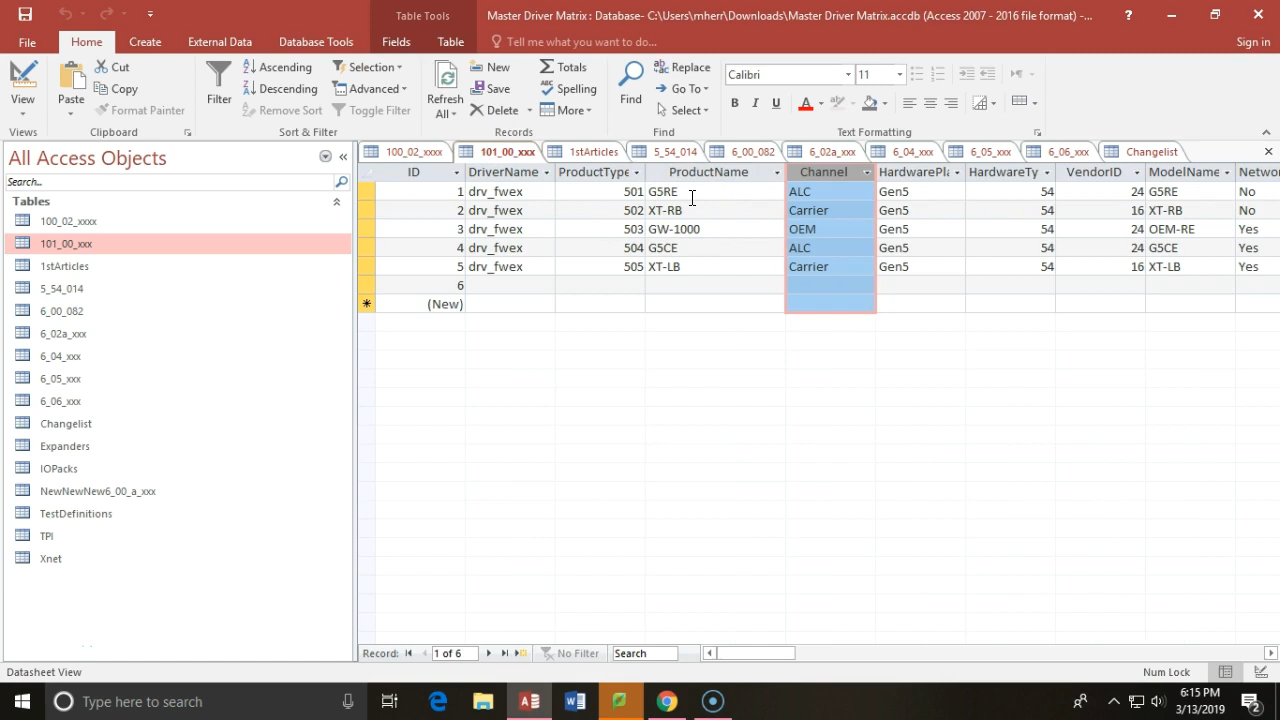 Table Tools
Master Driver Matrix : Database- C:\Users\mherr\Downloads\Master Driver Matrix.accdb (Access 2007 - 2016 file format) -...
?
File Home Create External Data Database Tools Fields Table Tell me what you want to do... Sign in
View
Views
Paste
Cut
Copy
Format Painter
Clipboard
Filter
Ascending
Descending
Remove Sort
Selection
Advanced
Toggle Filter
Sort & Filter
Refresh
All
New
Save
Delete
Totals
Spelling
More
Records
Find
Replace
Go To
Select
Find
Calibri 11
B I U A ab A
Text Formatting
All Access Objects
Search...
Tables
100_02_xxxx
101_00_xxx
1stArticles
5_54_014
6_00_082
6_02a_xxx
6_04_xxx
6_05_xxx
6_06_xxx
Changelist
Expanders
IOPacks
NewNewNew6_00_a_xxx
TestDefinitions
TPI
Xnet
100_02_xxxx 101_00_xxx 1stArticles 5_54_014 6_00_082 6_02a_xxx 6_04_xxx 6_05_xxx 6_06_xxx Changelist
ID DriverName ProductType ProductName Channel HardwarePla HardwareTy VendorID ModelName Networ
1 drv_fwex 501 G5RE ALC Gen5 54 24 G5RE No
2 drv_fwex 502 XT-RB Carrier Gen5 54 16 XT-RB No
3 drv_fwex 503 GW-1000 OEM Gen5 54 24 OEM-RE Yes
4 drv_fwex 504 G5CE ALC Gen5 54 24 G5CE Yes
5 drv_fwex 505 XT-LB Carrier Gen5 54 16 XT-LB Yes
6
* (New)
Record: 1 of 6 No Filter Search
Datasheet View Num Lock
Type here to search
6:15 PM
3/13/2019
2